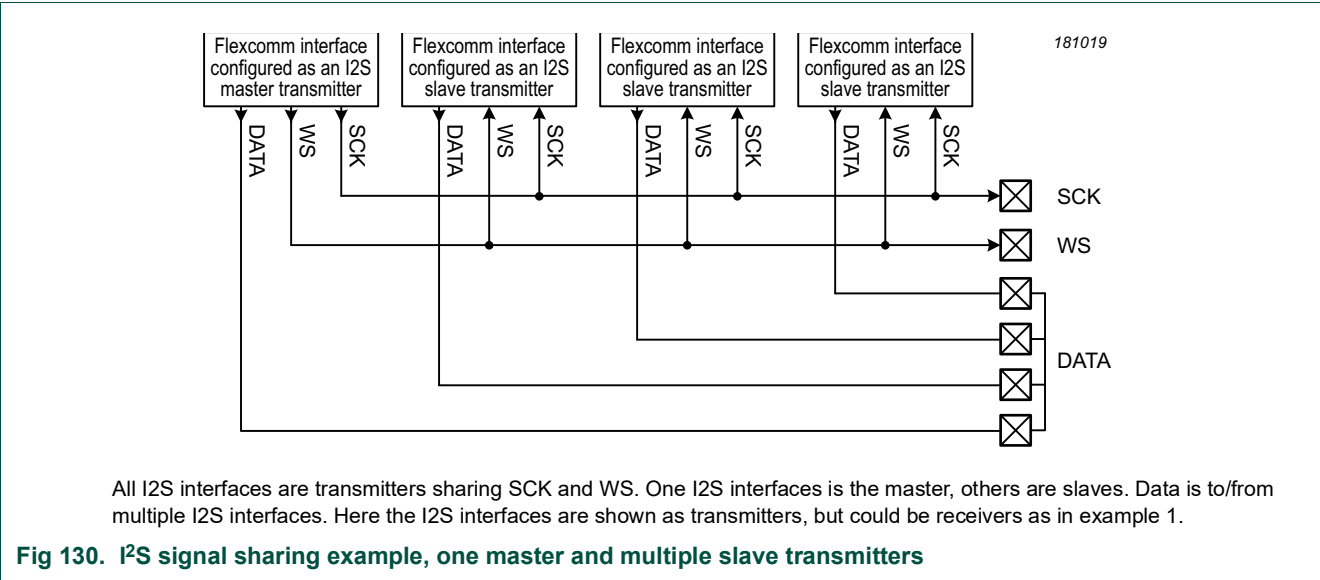 Flexcomm interface
configured as an I2S
master transmitter
Flexcomm interface
configured as an I2S
slave transmitter
Flexcomm interface
configured as an I2S
slave transmitter
Flexcomm interface
configured as an I2S
slave transmitter
181019
DATA
WS
SCK
DATA
WS
SCK
DATA
WS
SCK
DATA
WS
SCK
SCK
WS
DATA
All I2S interfaces are transmitters sharing SCK and WS. One I2S interfaces is the master, others are slaves. Data is to/from
multiple I2S interfaces. Here the I2S interfaces are shown as transmitters, but could be receivers as in example 1.
Fig 130. I²S signal sharing example, one master and multiple slave transmitters